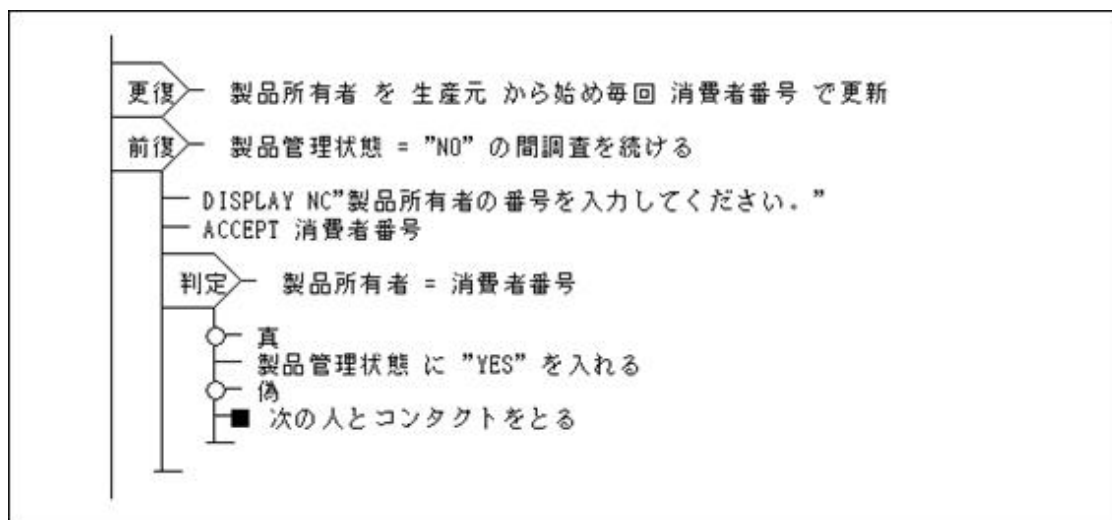 更復 製品所有者 を 生産元 から始め毎回 消費者番号 で更新
前復 製品管理状態 = ”NO” の間調査を続ける
DISPLAY NC”製品所有者の番号を入力してください。”
ACCEPT 消費者番号
判定 製品所有者 = 消費者番号
真
製品管理状態 に ”YES” を入れる
偽
次の人とコンタクトをとる